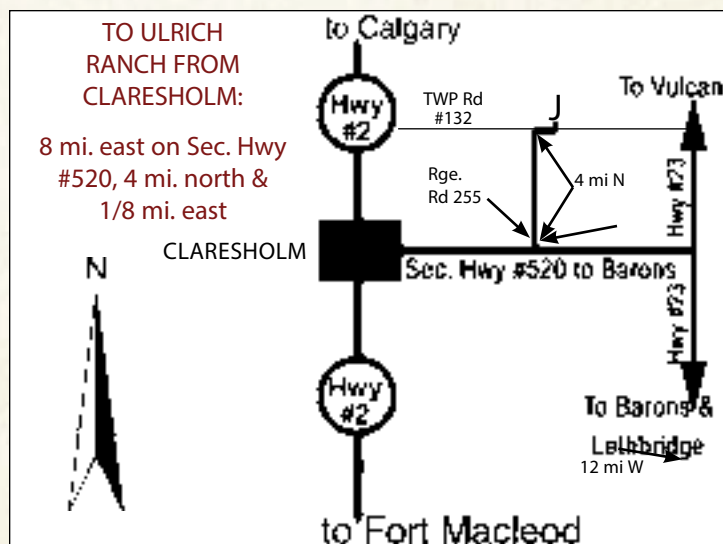 TO ULRICH
RANCH FROM
CLARESHOLM:
8 mi. east on Sec. Hwy
#520, 4 mi. north &
1/8 mi. east
to Calgary
Hwy
#2
TWP Rd
#132
J
To Vulcan
Rge.
Rd 255
4 mi N
Hwy #23
CLARESHOLM
Sec. Hwy #520 to Barons
N
Hwy #23
Hwy
#2
To Barons &
Lethbridge
12 mi W
to Fort Macleod